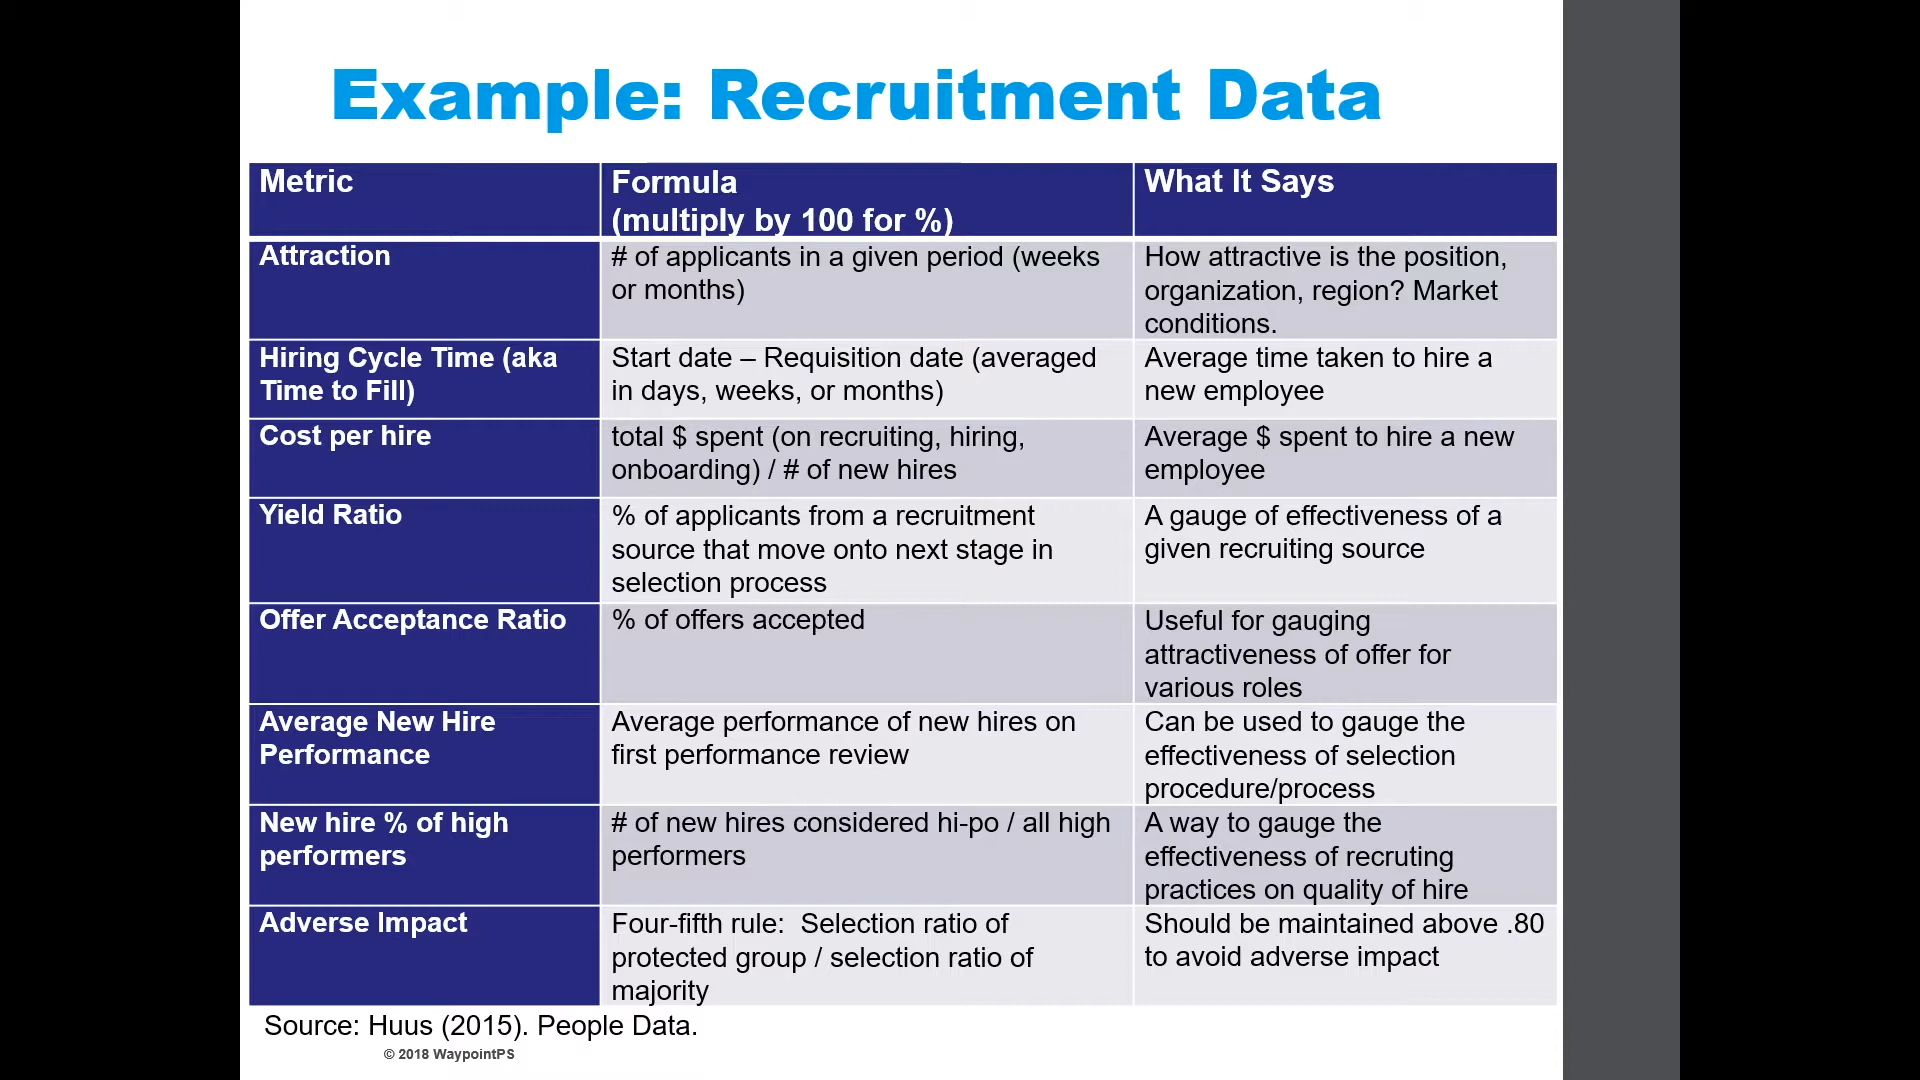 Example: Recruitment Data
Metric
Formula
(multiply by 100 for %)
What It Says
Attraction
# of applicants in a given period (weeks
or months)
How attractive is the position,
organization, region? Market
conditions.
Hiring Cycle Time (aka
Time to Fill)
Start date – Requisition date (averaged
in days, weeks, or months)
Average time taken to hire a
new employee
Cost per hire
total $ spent (on recruiting, hiring,
onboarding) / # of new hires
Average $ spent to hire a new
employee
Yield Ratio
% of applicants from a recruitment
source that move onto next stage in
selection process
A gauge of effectiveness of a
given recruiting source
Offer Acceptance Ratio
% of offers accepted
Useful for gauging
attractiveness of offer for
various roles
Average New Hire
Performance
Average performance of new hires on
first performance review
Can be used to gauge the
effectiveness of selection
procedure/process
New hire % of high
performers
# of new hires considered hi-po / all high
performers
A way to gauge the
effectiveness of recruting
practices on quality of hire
Adverse Impact
Four-fifth rule:  Selection ratio of
protected group / selection ratio of
majority
Should be maintained above .80
to avoid adverse impact
Source: Huus (2015). People Data.
© 2018 WaypointPS